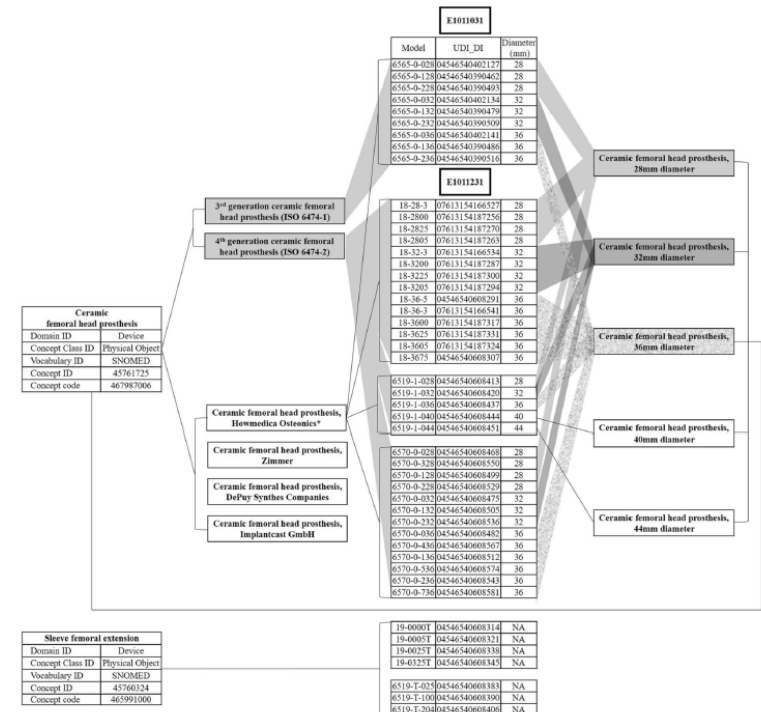 E1011031
Model UDI_DI Diameter (mm)
6565-0-028 04546540402127 28
6565-0-128 04546540390462 28
6565-0-228 04546540390493 28
6565-0-032 04546540402134 32
6565-0-132 04546540390479 32
6565-0-232 04546540390509 32
6565-0-036 04546540402141 36
6565-0-136 04546540390486 36
6565-0-236 04546540390516 36
E1011231
18-28-3 07613154166527 28
18-2800 07613154187256 28
18-2825 07613154187270 28
18-2805 07613154187263 28
18-32-3 07613154166534 32
18-3200 07613154187287 32
18-3225 07613154187300 32
18-3205 07613154187294 32
18-36-5 04546540608291 36
18-36-3 07613154166541 36
18-3600 07613154187317 36
18-3625 07613154187331 36
18-3605 07613154187324 36
18-3675 04546540608307 36
6519-1-028 04546540608413 28
6519-1-032 04546540608420 32
6519-1-036 04546540608437 36
6519-1-040 04546540608444 40
6519-1-044 04546540608451 44
6570-0-028 04546540608468 28
6570-0-328 04546540608550 28
6570-0-128 04546540608499 28
6570-0-228 04546540608529 28
6570-0-032 04546540608475 32
6570-0-132 04546540608505 32
6570-0-232 04546540608536 32
6570-0-036 04546540608482 36
6570-0-436 04546540608567 36
6570-0-136 04546540608512 36
6570-0-536 04546540608574 36
6570-0-236 04546540608543 36
6570-0-736 04546540608581 36
19-0000T 04546540608314 NA
19-0005T 04546540608321 NA
19-0025T 04546540608338 NA
19-0325T 04546540608345 NA
6519-T-025 04546540608383 NA
6519-T-100 04546540608390 NA
6519-T-204 04546540608406 NA
3rd generation ceramic femoral
head prosthesis (ISO 6474-1)
4th generation ceramic femoral
head prosthesis (ISO 6474-2)
Ceramic
femoral head prosthesis
Domain ID Device
Concept Class ID Physical Object
Vocabulary ID SNOMED
Concept ID 45761725
Concept code 467987006
Ceramic femoral head prosthesis,
Howmedica Osteonics*
Ceramic femoral head prosthesis,
Zimmer
Ceramic femoral head prosthesis,
DePuy Synthes Companies
Ceramic femoral head prosthesis,
Implantcast GmbH
Ceramic femoral head prosthesis,
28mm diameter
Ceramic femoral head prosthesis,
32mm diameter
Ceramic femoral head prosthesis,
36mm diameter
Ceramic femoral head prosthesis,
40mm diameter
Ceramic femoral head prosthesis,
44mm diameter
Sleeve femoral extension
Domain ID Device
Concept Class ID Physical Object
Vocabulary ID SNOMED
Concept ID 45760324
Concept code 465991000